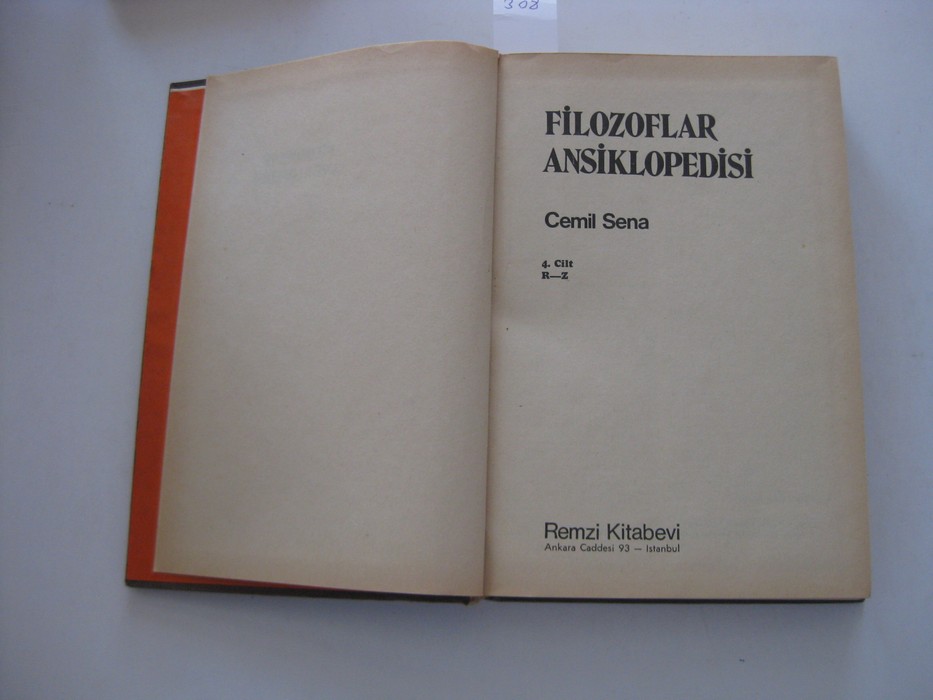 308
FİLOZOFLAR
ANSİKLOPEDİSİ
Cemil Sena
4. Cilt
R—Z
Remzi Kitabevi
Ankara Caddesi 93 — Istanbul